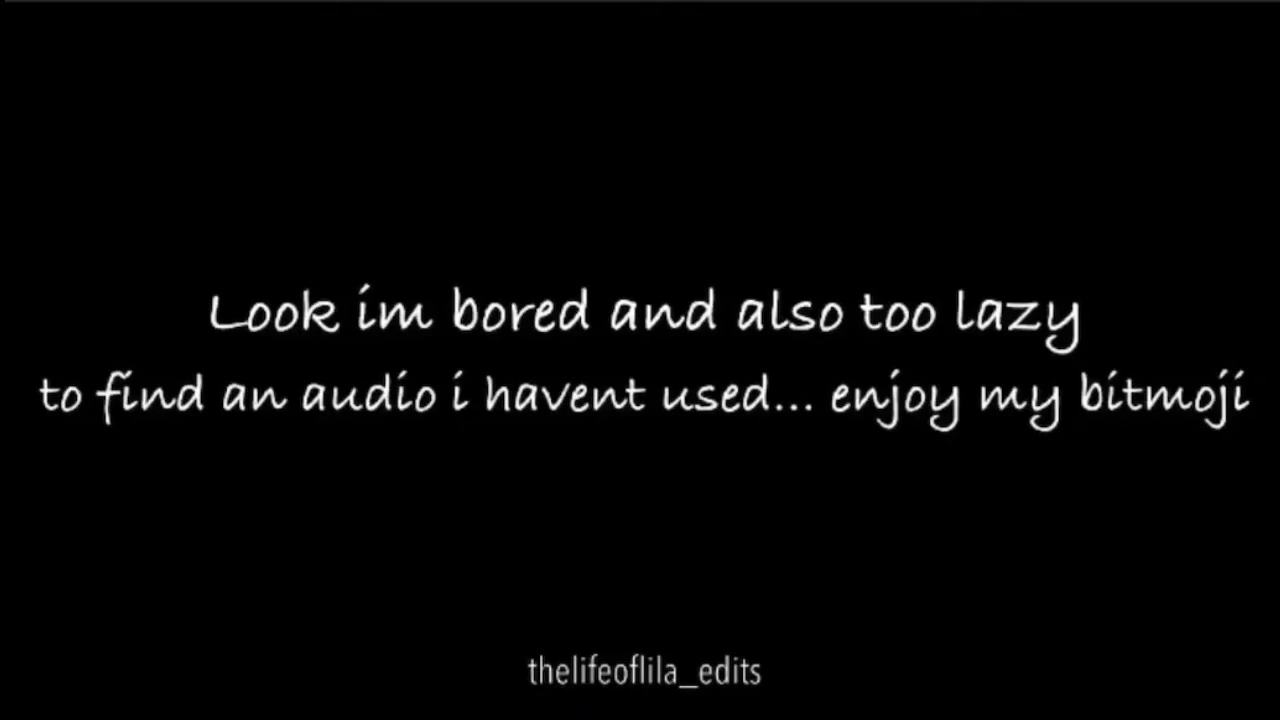 Look im bored and also too lazy
to find an audio i havent used... enjoy my bitmoji
thelifeoflila_edits